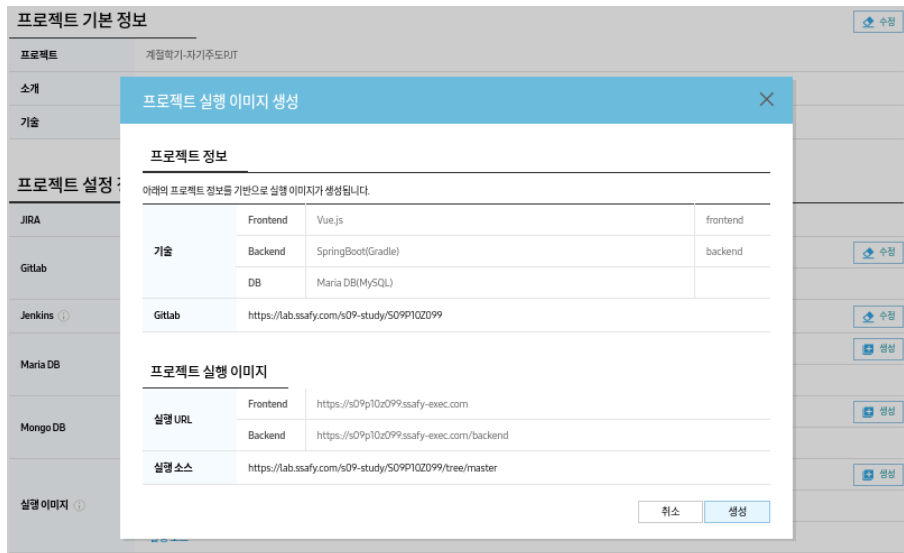 프로젝트 기본 정보
수정
프로젝트
계절학기-자기주도PJT
소개
기술
프로젝트 실행 이미지 생성
프로젝트 정보
아래의 프로젝트 정보를 기반으로 실행 이미지가 생성됩니다.
기술
Frontend
Vue.js
frontend
Backend
SpringBoot(Gradle)
backend
DB
Maria DB(MySQL)
Gitlab
https://lab.ssafy.com/s09-study/S09P10Z099
프로젝트 실행 이미지
실행 URL
Frontend
https://s09p10z099.ssafy-exec.com
Backend
https://s09p10z099.ssafy-exec.com/backend
실행 소스
https://lab.ssafy.com/s09-study/S09P10Z099/tree/master
취소
생성
프로젝트 설정
JIRA
Gitlab
수정
Jenkins
수정
Maria DB
생성
Mongo DB
생성
실행 이미지
생성